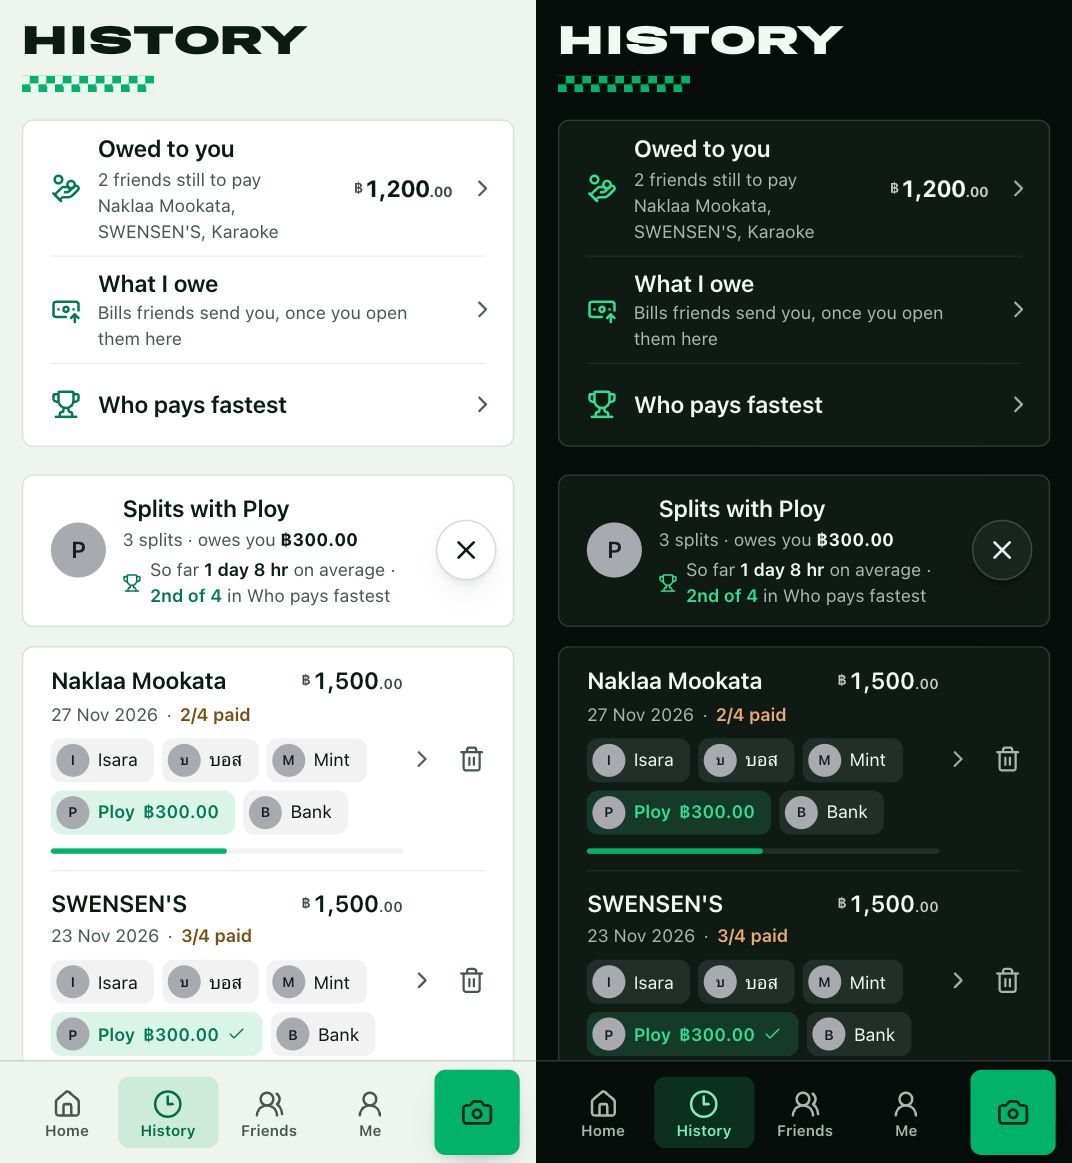 HISTORY
Owed to you
2 friends still to pay
Naklaa Mookata,
SWENSEN'S, Karaoke
฿1,200.00
What I owe
Bills friends send you, once you open
them here
Who pays fastest
P
Splits with Ploy
3 splits · owes you ฿300.00
So far 1 day 8 hr on average ·
2nd of 4 in Who pays fastest
Naklaa Mookata ฿1,500.00
27 Nov 2026 · 2/4 paid
I Isara บ บอส M Mint
P Ploy ฿300.00 B Bank
SWENSEN'S ฿1,500.00
23 Nov 2026 · 3/4 paid
I Isara บ บอส M Mint
P Ploy ฿300.00 ✓ B Bank
Home History Friends Me
HISTORY
Owed to you
2 friends still to pay
Naklaa Mookata,
SWENSEN'S, Karaoke
฿1,200.00
What I owe
Bills friends send you, once you open
them here
Who pays fastest
P
Splits with Ploy
3 splits · owes you ฿300.00
So far 1 day 8 hr on average ·
2nd of 4 in Who pays fastest
Naklaa Mookata ฿1,500.00
27 Nov 2026 · 2/4 paid
I Isara บ บอส M Mint
P Ploy ฿300.00 B Bank
SWENSEN'S ฿1,500.00
23 Nov 2026 · 3/4 paid
I Isara บ บอส M Mint
P Ploy ฿300.00 ✓ B Bank
Home History Friends Me